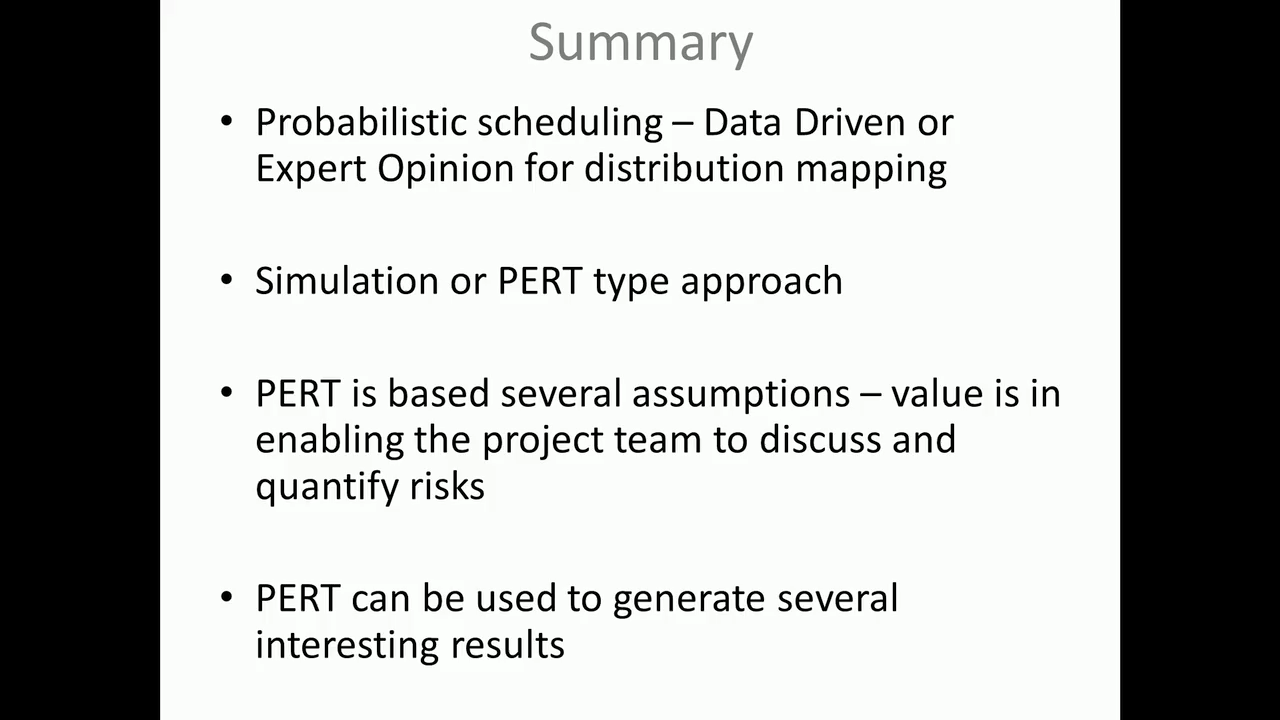 Summary
• Probabilistic scheduling – Data Driven or
Expert Opinion for distribution mapping
• Simulation or PERT type approach
• PERT is based several assumptions – value is in
enabling the project team to discuss and
quantify risks
• PERT can be used to generate several
interesting results